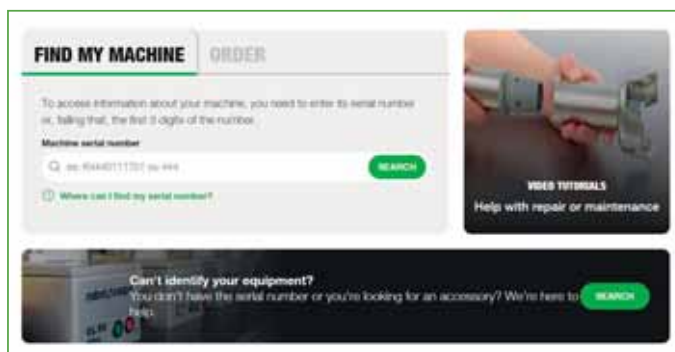 FIND MY MACHINE
ORDER
To access information about your machine, you need to enter its serial number
or, failing that, the first 3 digits of the number.
Machine serial number
SEARCH
Where can I find my serial number?
VIDEO TUTORIALS
Help with repair or maintenance
Can't identify your equipment?
You don't have the serial number or you're looking for an accessory? We're here to
help.
SEARCH